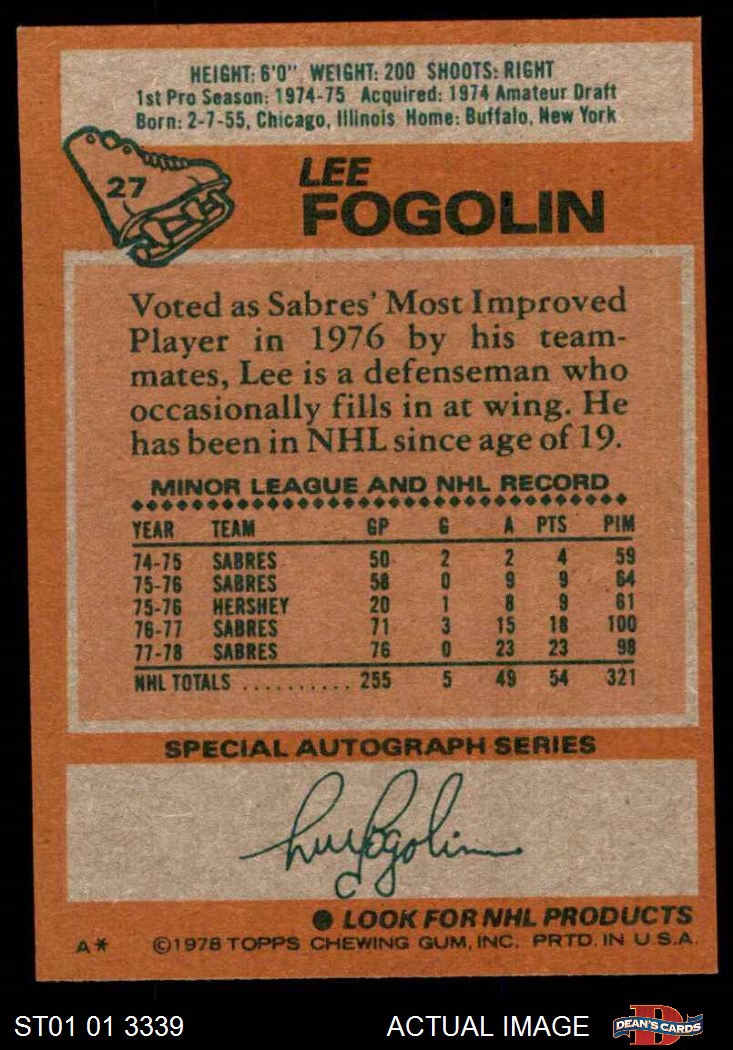 HEIGHT: 6'0" WEIGHT: 200 SHOOTS: RIGHT
1st Pro Season: 1974-75 Acquired: 1974 Amateur Draft
Born: 2-7-55, Chicago, Illinois Home: Buffalo, New York
27
LEE
FOGOLIN
Voted as Sabres' Most Improved
Player in 1976 by his team-
mates, Lee is a defenseman who
occasionally fills in at wing. He
has been in NHL since age of 19.
MINOR LEAGUE AND NHL RECORD
YEAR TEAM GP G A PTS PIM
74-75 SABRES 50 2 2 4 59
75-76 SABRES 58 0 9 9 64
75-76 HERSHEY 20 1 8 9 61
76-77 SABRES 71 3 15 18 100
77-78 SABRES 76 0 23 23 98
NHL TOTALS .......... 255 5 49 54 321
SPECIAL AUTOGRAPH SERIES
Lee Fogolin
LOOK FOR NHL PRODUCTS
A* ©1978 TOPPS CHEWING GUM, INC. PRTD. IN U.S.A.
ST01 01 3339 ACTUAL IMAGE DEAN'S CARDS